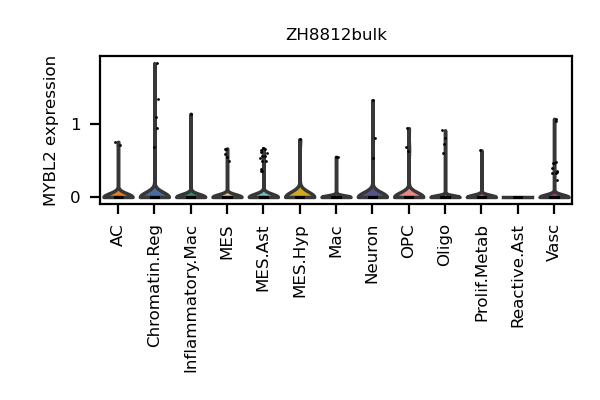 ZH8812bulk
MYBL2 expression
1
0
AC
Chromatin.Reg
Inflammatory.Mac
MES
MES.Ast
MES.Hyp
Mac
Neuron
OPC
Oligo
Prolif.Metab
Reactive.Ast
Vasc